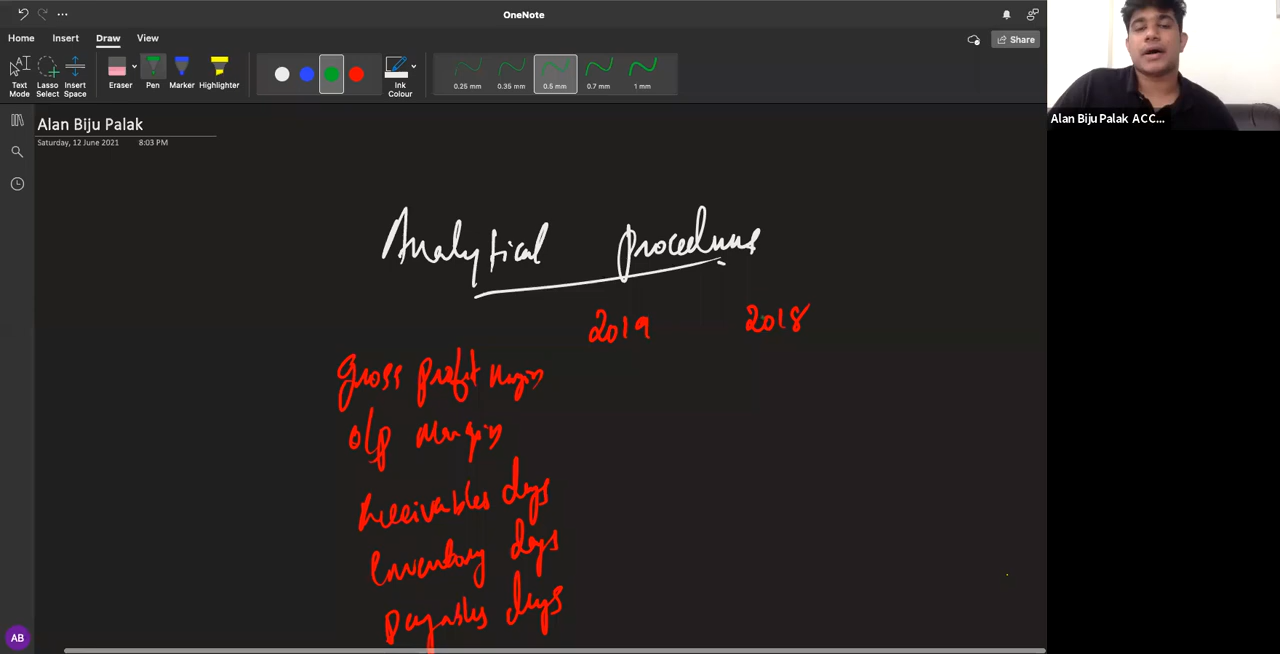 OneNote
Home Insert Draw View
Share
Text Mode Lasso Select Insert Space Eraser Pen Marker Highlighter Ink Colour 0.25 mm 0.35 mm 0.5 mm 0.7 mm 1 mm
Alan Biju Palak ACC...
Alan Biju Palak
Saturday, 12 June 2021 8:03 PM
Analytical procedures
2019 2018
Gross profit Margin
O/p Margin
Receivables days
Inventory days
Payables days
AB